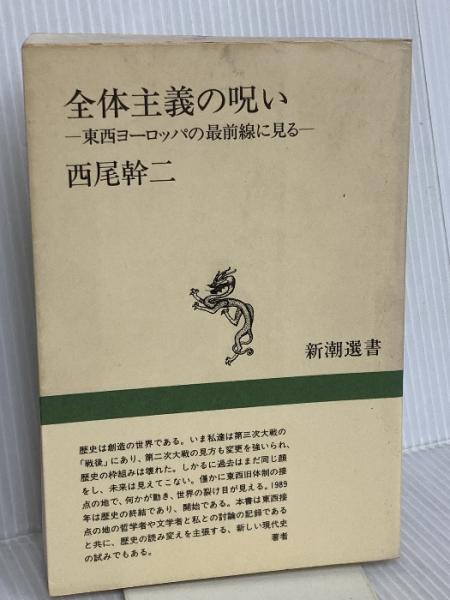 全体主義の呪い
―東西ヨーロッパの最前線に見る―
西尾幹二
新潮選書
歴史は創造の世界である。いま私達は第三次大戦の
「戦後」にあり、第二次大戦の見方も変更を強いられ、
歴史の枠組みは壊れた。しかるに過去はまだ同じ顔
をし、未来は見えてこない。僅かに東西旧体制の接
点の地で、何かが動き、世界の裂け目が見える。1989
年は歴史の終結であり、開始である。本書は東西接
点の地の哲学者や文学者と私との討論の記録である
と共に、歴史の読み変えを主張する、新しい現代史
の試みでもある。
著者